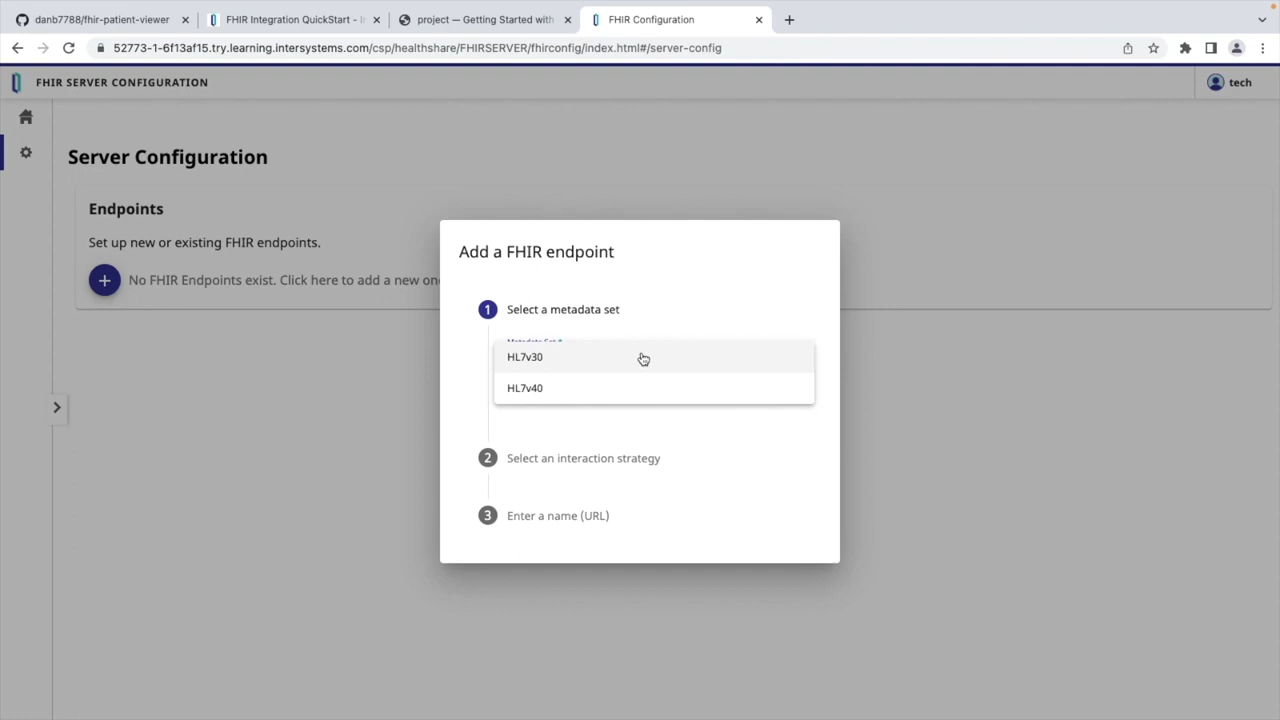 danb7788/fhir-patient-viewer
FHIR Integration QuickStart - I
project — Getting Started with
FHIR Configuration
52773-1-6f13af15.try.learning.intersystems.com/csp/healthshare/FHIRSERVER/fhirconfig/index.html#/server-config
FHIR SERVER CONFIGURATION
tech
Server Configuration
Endpoints
Set up new or existing FHIR endpoints.
No FHIR Endpoints exist. Click here to add a new one
Add a FHIR endpoint
1 Select a metadata set
Metadata Set *
HL7v30
HL7v40
2 Select an interaction strategy
3 Enter a name (URL)